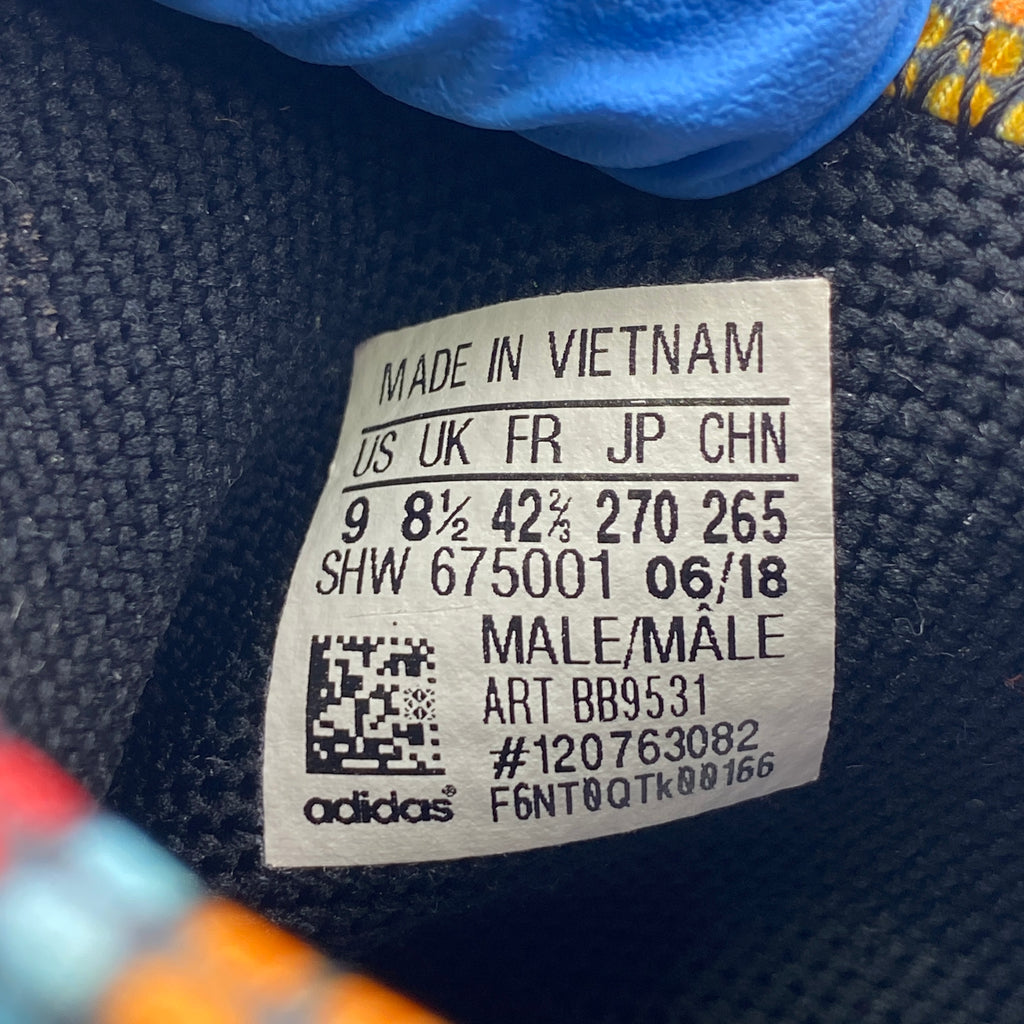 MADE IN VIETNAM
US UK FR JP CHN
9 8½ 42⅔ 270 265
SHW 675001 06/18
MALE/MÂLE
ART BB9531
#120763082
F6NT0QTk00166
adidas®